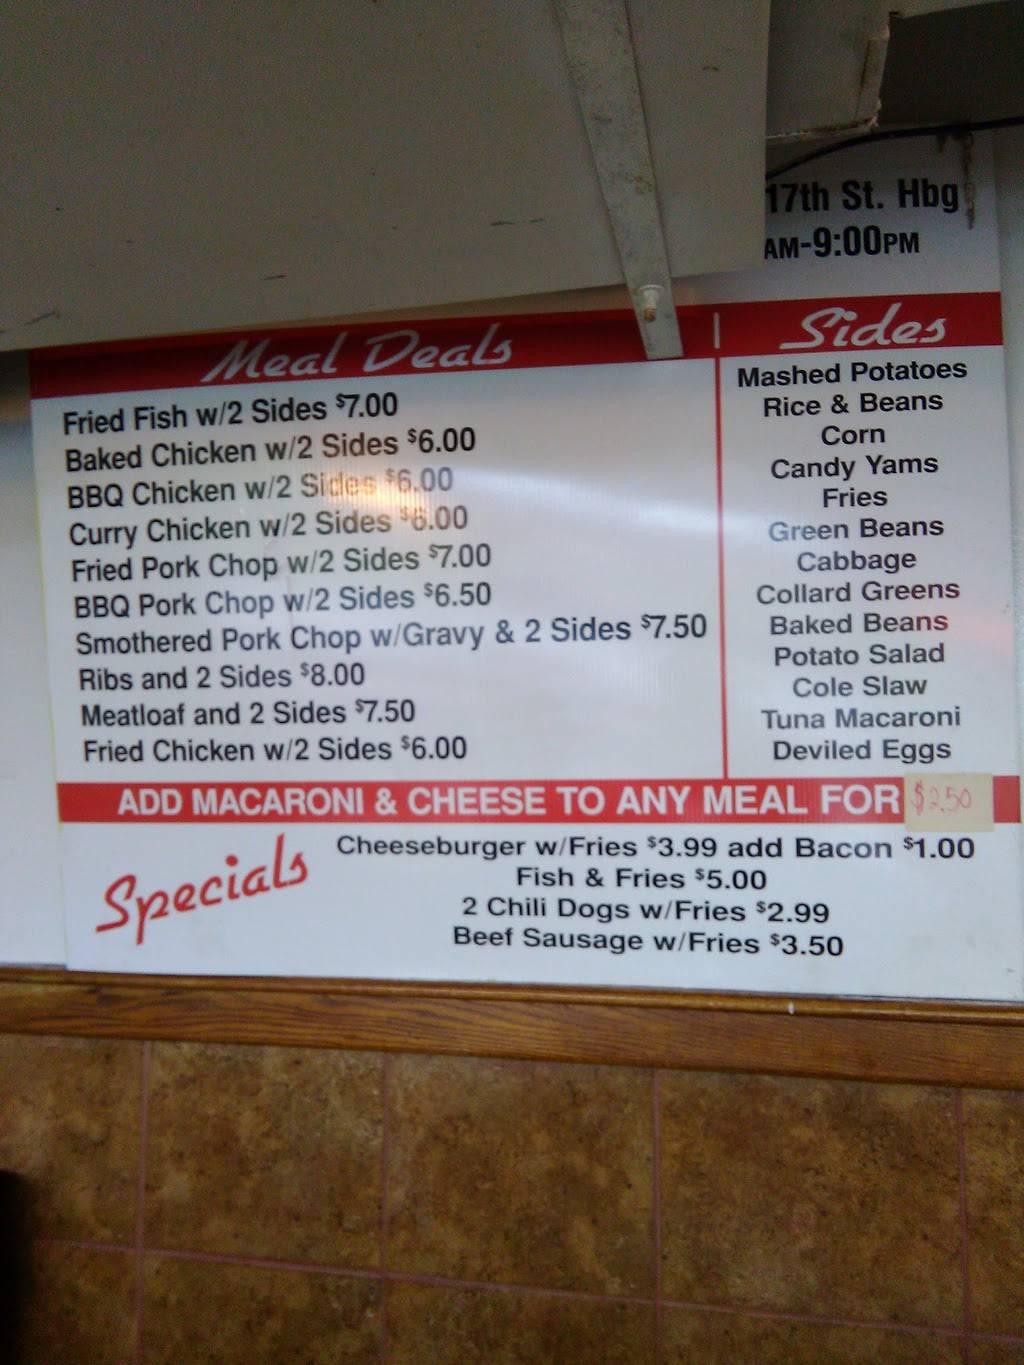 17th St. Hbg
AM-9:00PM
Meal Deals | Sides
Fried Fish w/2 Sides $7.00
Baked Chicken w/2 Sides $6.00
BBQ Chicken w/2 Sides $6.00
Curry Chicken w/2 Sides $6.00
Fried Pork Chop w/2 Sides $7.00
BBQ Pork Chop w/2 Sides $6.50
Smothered Pork Chop w/Gravy & 2 Sides $7.50
Ribs and 2 Sides $8.00
Meatloaf and 2 Sides $7.50
Fried Chicken w/2 Sides $6.00
Mashed Potatoes
Rice & Beans
Corn
Candy Yams
Fries
Green Beans
Cabbage
Collard Greens
Baked Beans
Potato Salad
Cole Slaw
Tuna Macaroni
Deviled Eggs
ADD MACARONI & CHEESE TO ANY MEAL FOR $2.50
Specials
Cheeseburger w/Fries $3.99 add Bacon $1.00
Fish & Fries $5.00
2 Chili Dogs w/Fries $2.99
Beef Sausage w/Fries $3.50